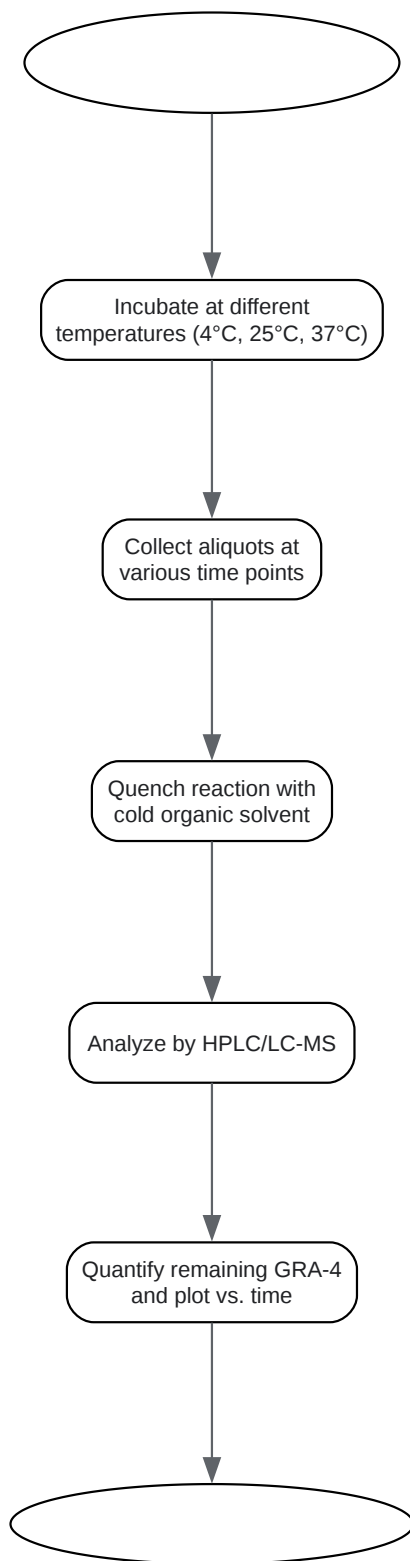 Incubate at different
temperatures (4°C, 25°C, 37°C)
Collect aliquots at
various time points
Quench reaction with
cold organic solvent
Analyze by HPLC/LC-MS
Quantify remaining GRA-4
and plot vs. time